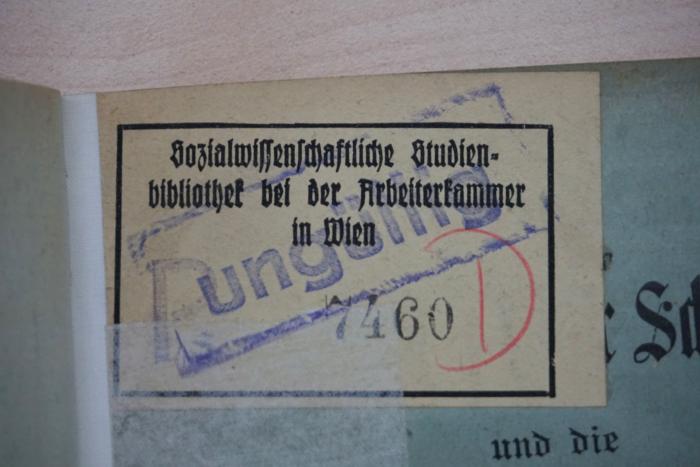 Sozialwissenschaftliche Studien-
bibliothek bei der Arbeiterkammer
in Wien
ungültig
7460 D
und die